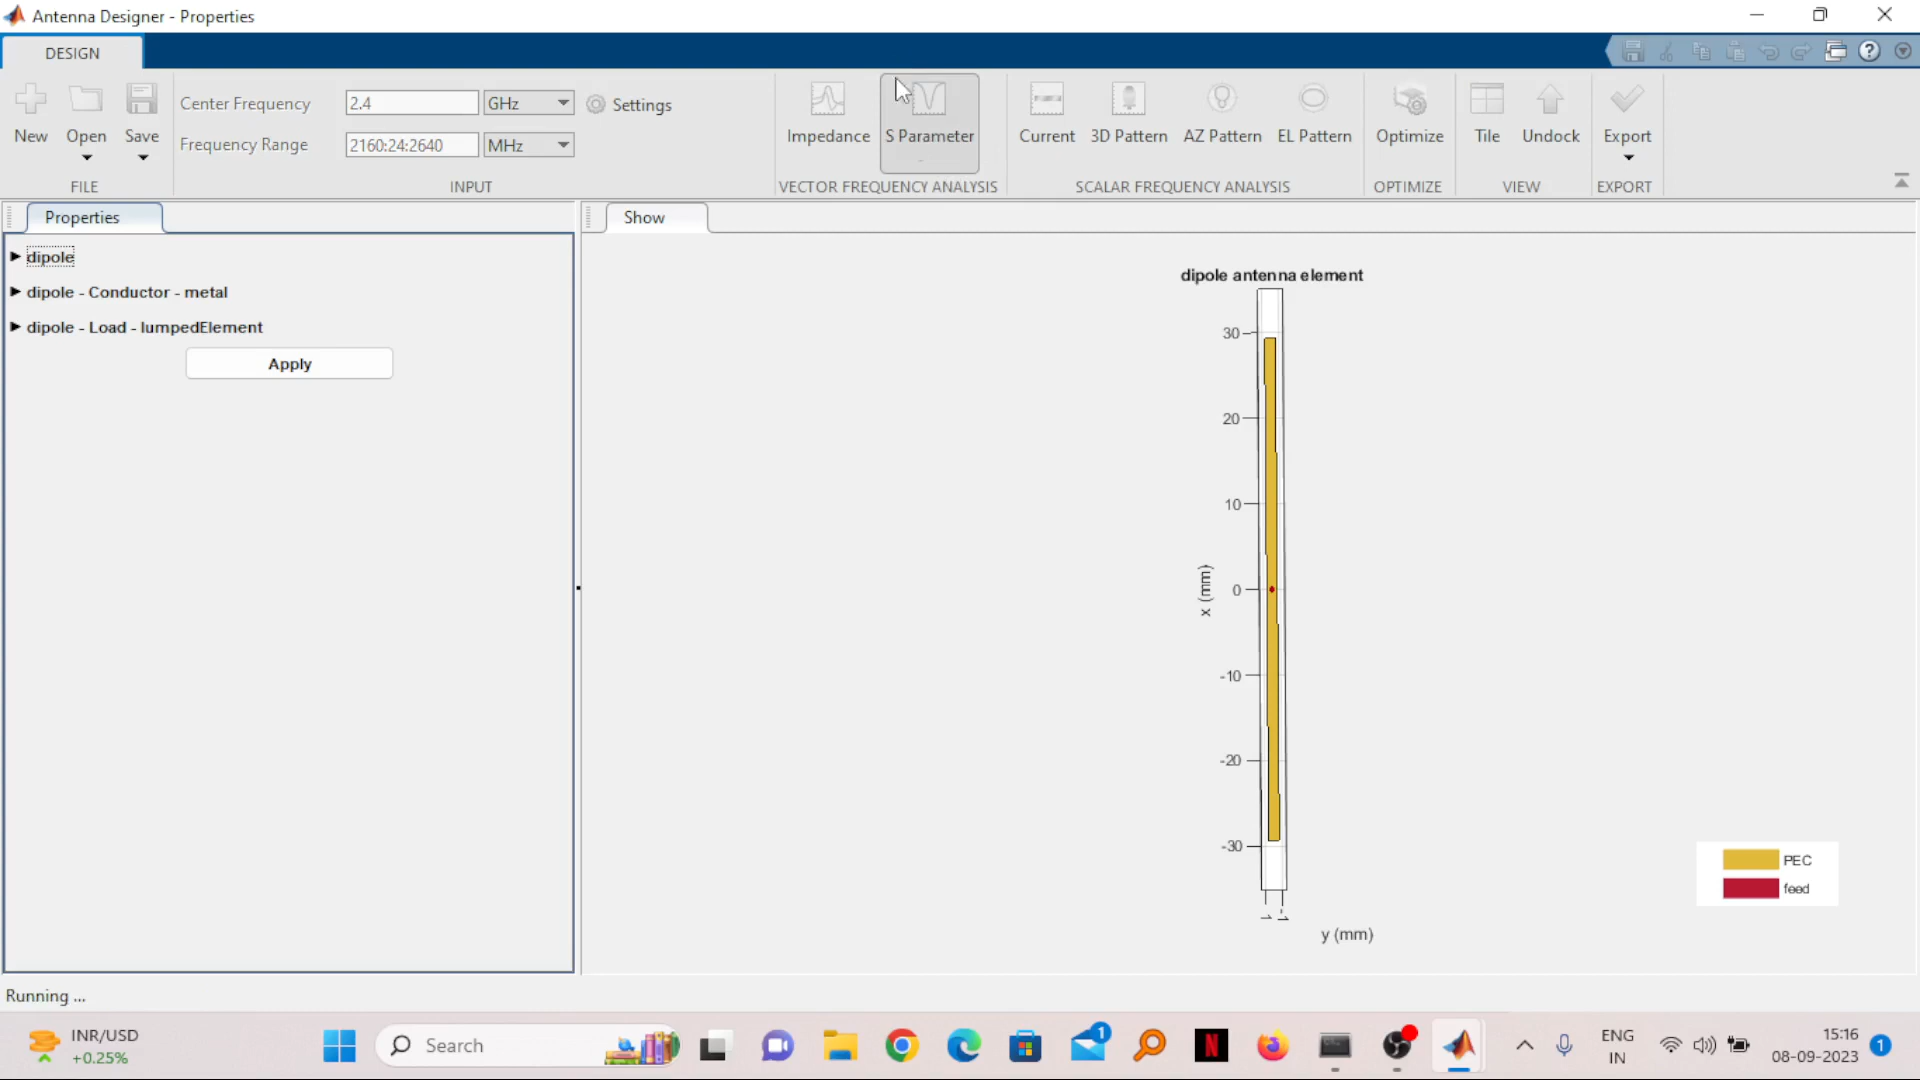 Antenna Designer - Properties
DESIGN
New
Open
Save
FILE
Center Frequency 2.4 GHz
Frequency Range 2160:24:2640 MHz
Settings
INPUT
Impedance
S Parameter
VECTOR FREQUENCY ANALYSIS
Current
3D Pattern
AZ Pattern
EL Pattern
SCALAR FREQUENCY ANALYSIS
Optimize
OPTIMIZE
Tile
Undock
VIEW
Export
EXPORT
Properties
dipole
dipole - Conductor - metal
dipole - Load - lumpedElement
Apply
Show
dipole antenna element
30
20
10
0
-10
-20
-30
x (mm)
1 -1
y (mm)
PEC
feed
Running ...
INR/USD
+0.25%
Search
1
N
ENG
IN
15:16
08-09-2023
1